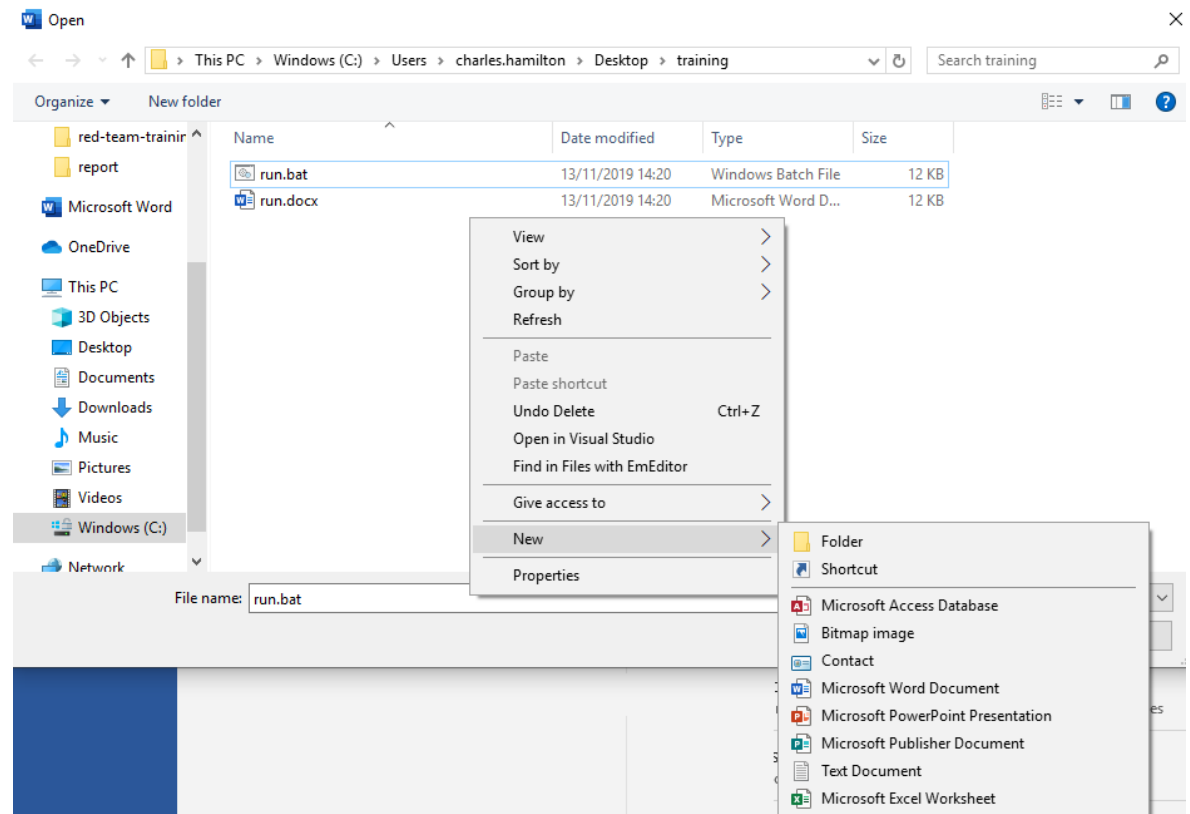 Open
This PC > Windows (C:) > Users > charles.hamilton > Desktop > training
Search training
Organize
New folder
red-team-trainin
report
Microsoft Word
OneDrive
This PC
3D Objects
Desktop
Documents
Downloads
Music
Pictures
Videos
Windows (C:)
Network
Name Date modified Type Size
run.bat 13/11/2019 14:20 Windows Batch File 12 KB
run.docx 13/11/2019 14:20 Microsoft Word D... 12 KB
View
Sort by
Group by
Refresh
Paste
Paste shortcut
Undo Delete Ctrl+Z
Open in Visual Studio
Find in Files with EmEditor
Give access to
New
Properties
Folder
Shortcut
Microsoft Access Database
Bitmap image
Contact
Microsoft Word Document
Microsoft PowerPoint Presentation
Microsoft Publisher Document
Text Document
Microsoft Excel Worksheet
File name: run.bat
es